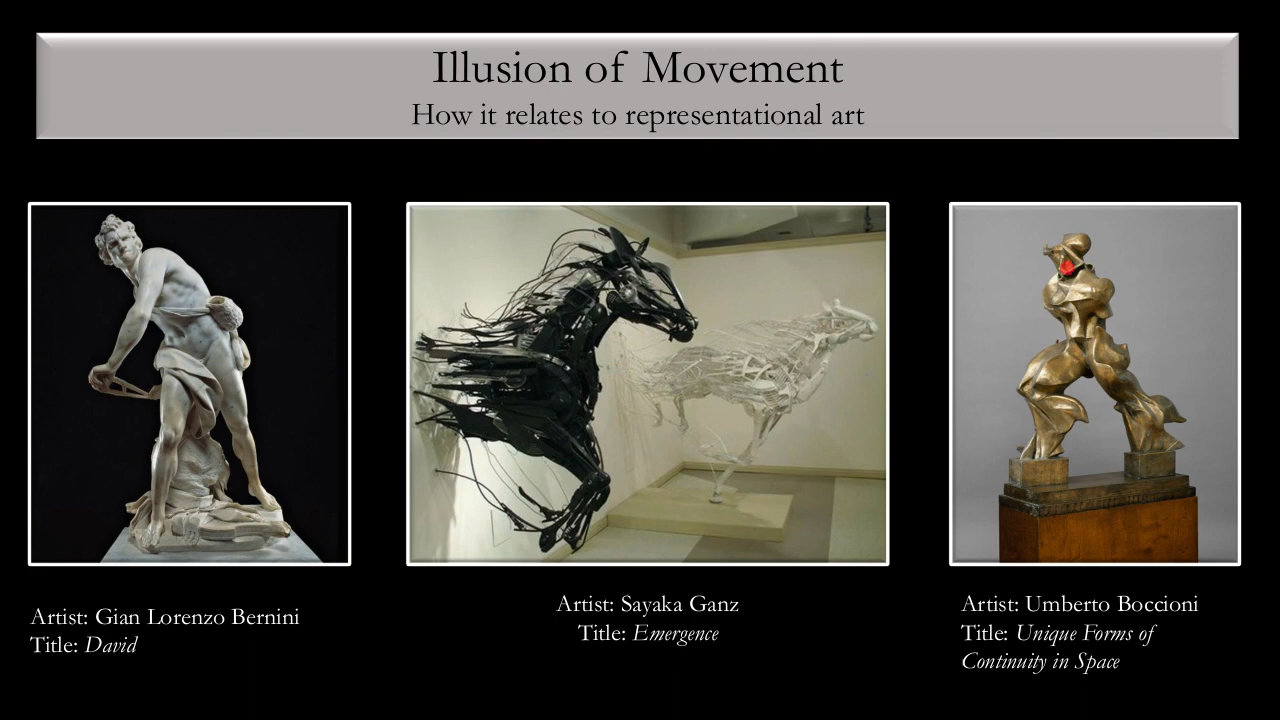 Illusion of Movement
How it relates to representational art
Artist: Gian Lorenzo Bernini
Title: David
Artist: Sayaka Ganz
Title: Emergence
Artist: Umberto Boccioni
Title: Unique Forms of
Continuity in Space